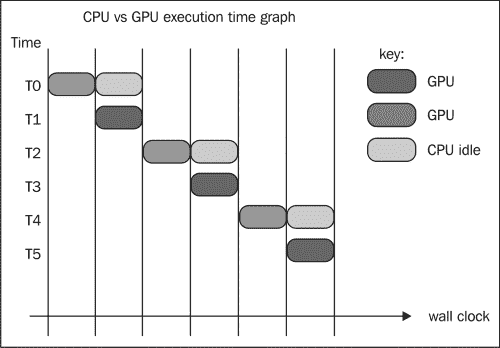 CPU vs GPU execution time graph
Time
key:
T0
GPU
T1
GPU
T2
CPU idle
T3
T4
T5
wall clock